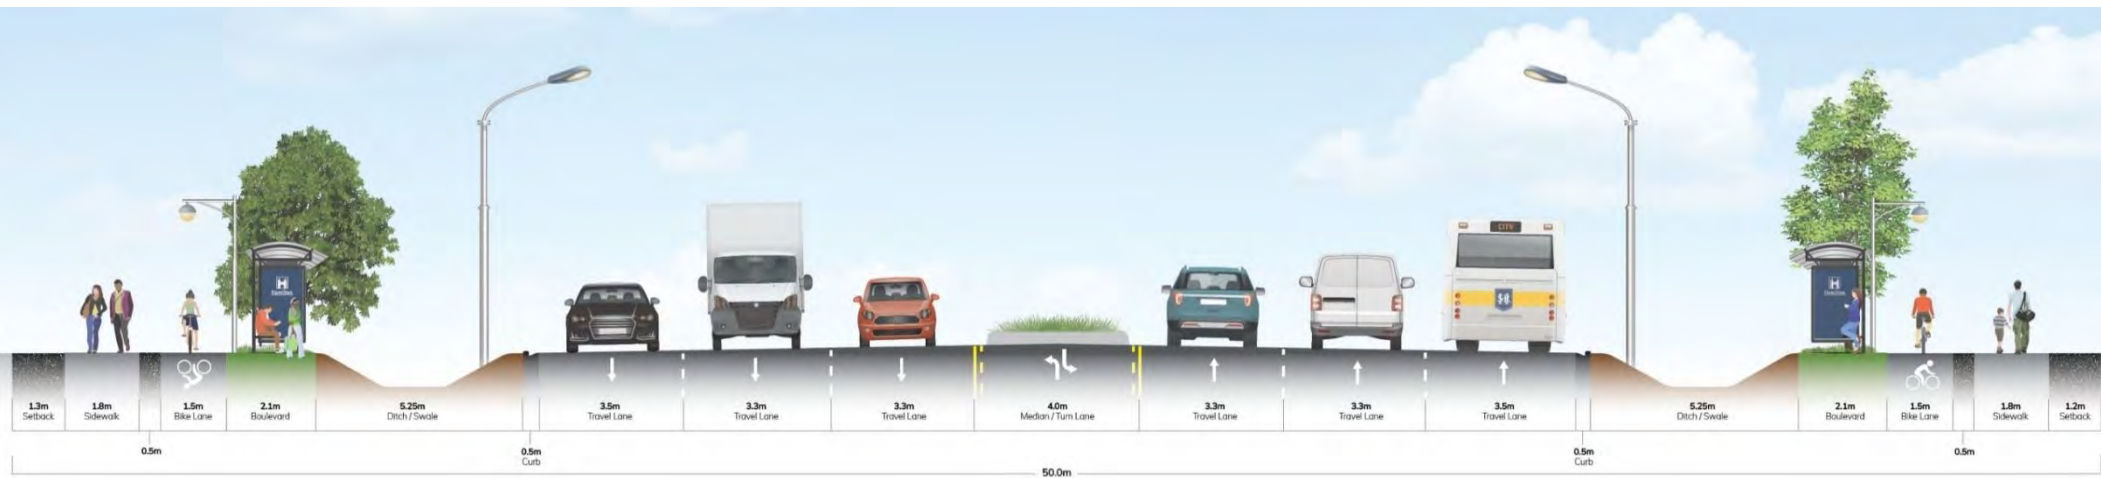 H
Hamilton
CITY
H
Hamilton
1.3m
Setback
1.8m
Sidewalk
1.5m
Bike Lane
2.1m
Boulevard
5.25m
Ditch / Swale
3.5m
Travel Lane
3.3m
Travel Lane
3.3m
Travel Lane
4.0m
Median / Turn Lane
3.3m
Travel Lane
3.3m
Travel Lane
3.5m
Travel Lane
5.25m
Ditch / Swale
2.1m
Boulevard
1.5m
Bike Lane
1.8m
Sidewalk
1.2m
Setback
0.5m
0.5m
Curb
0.5m
Curb
0.5m
50.0m